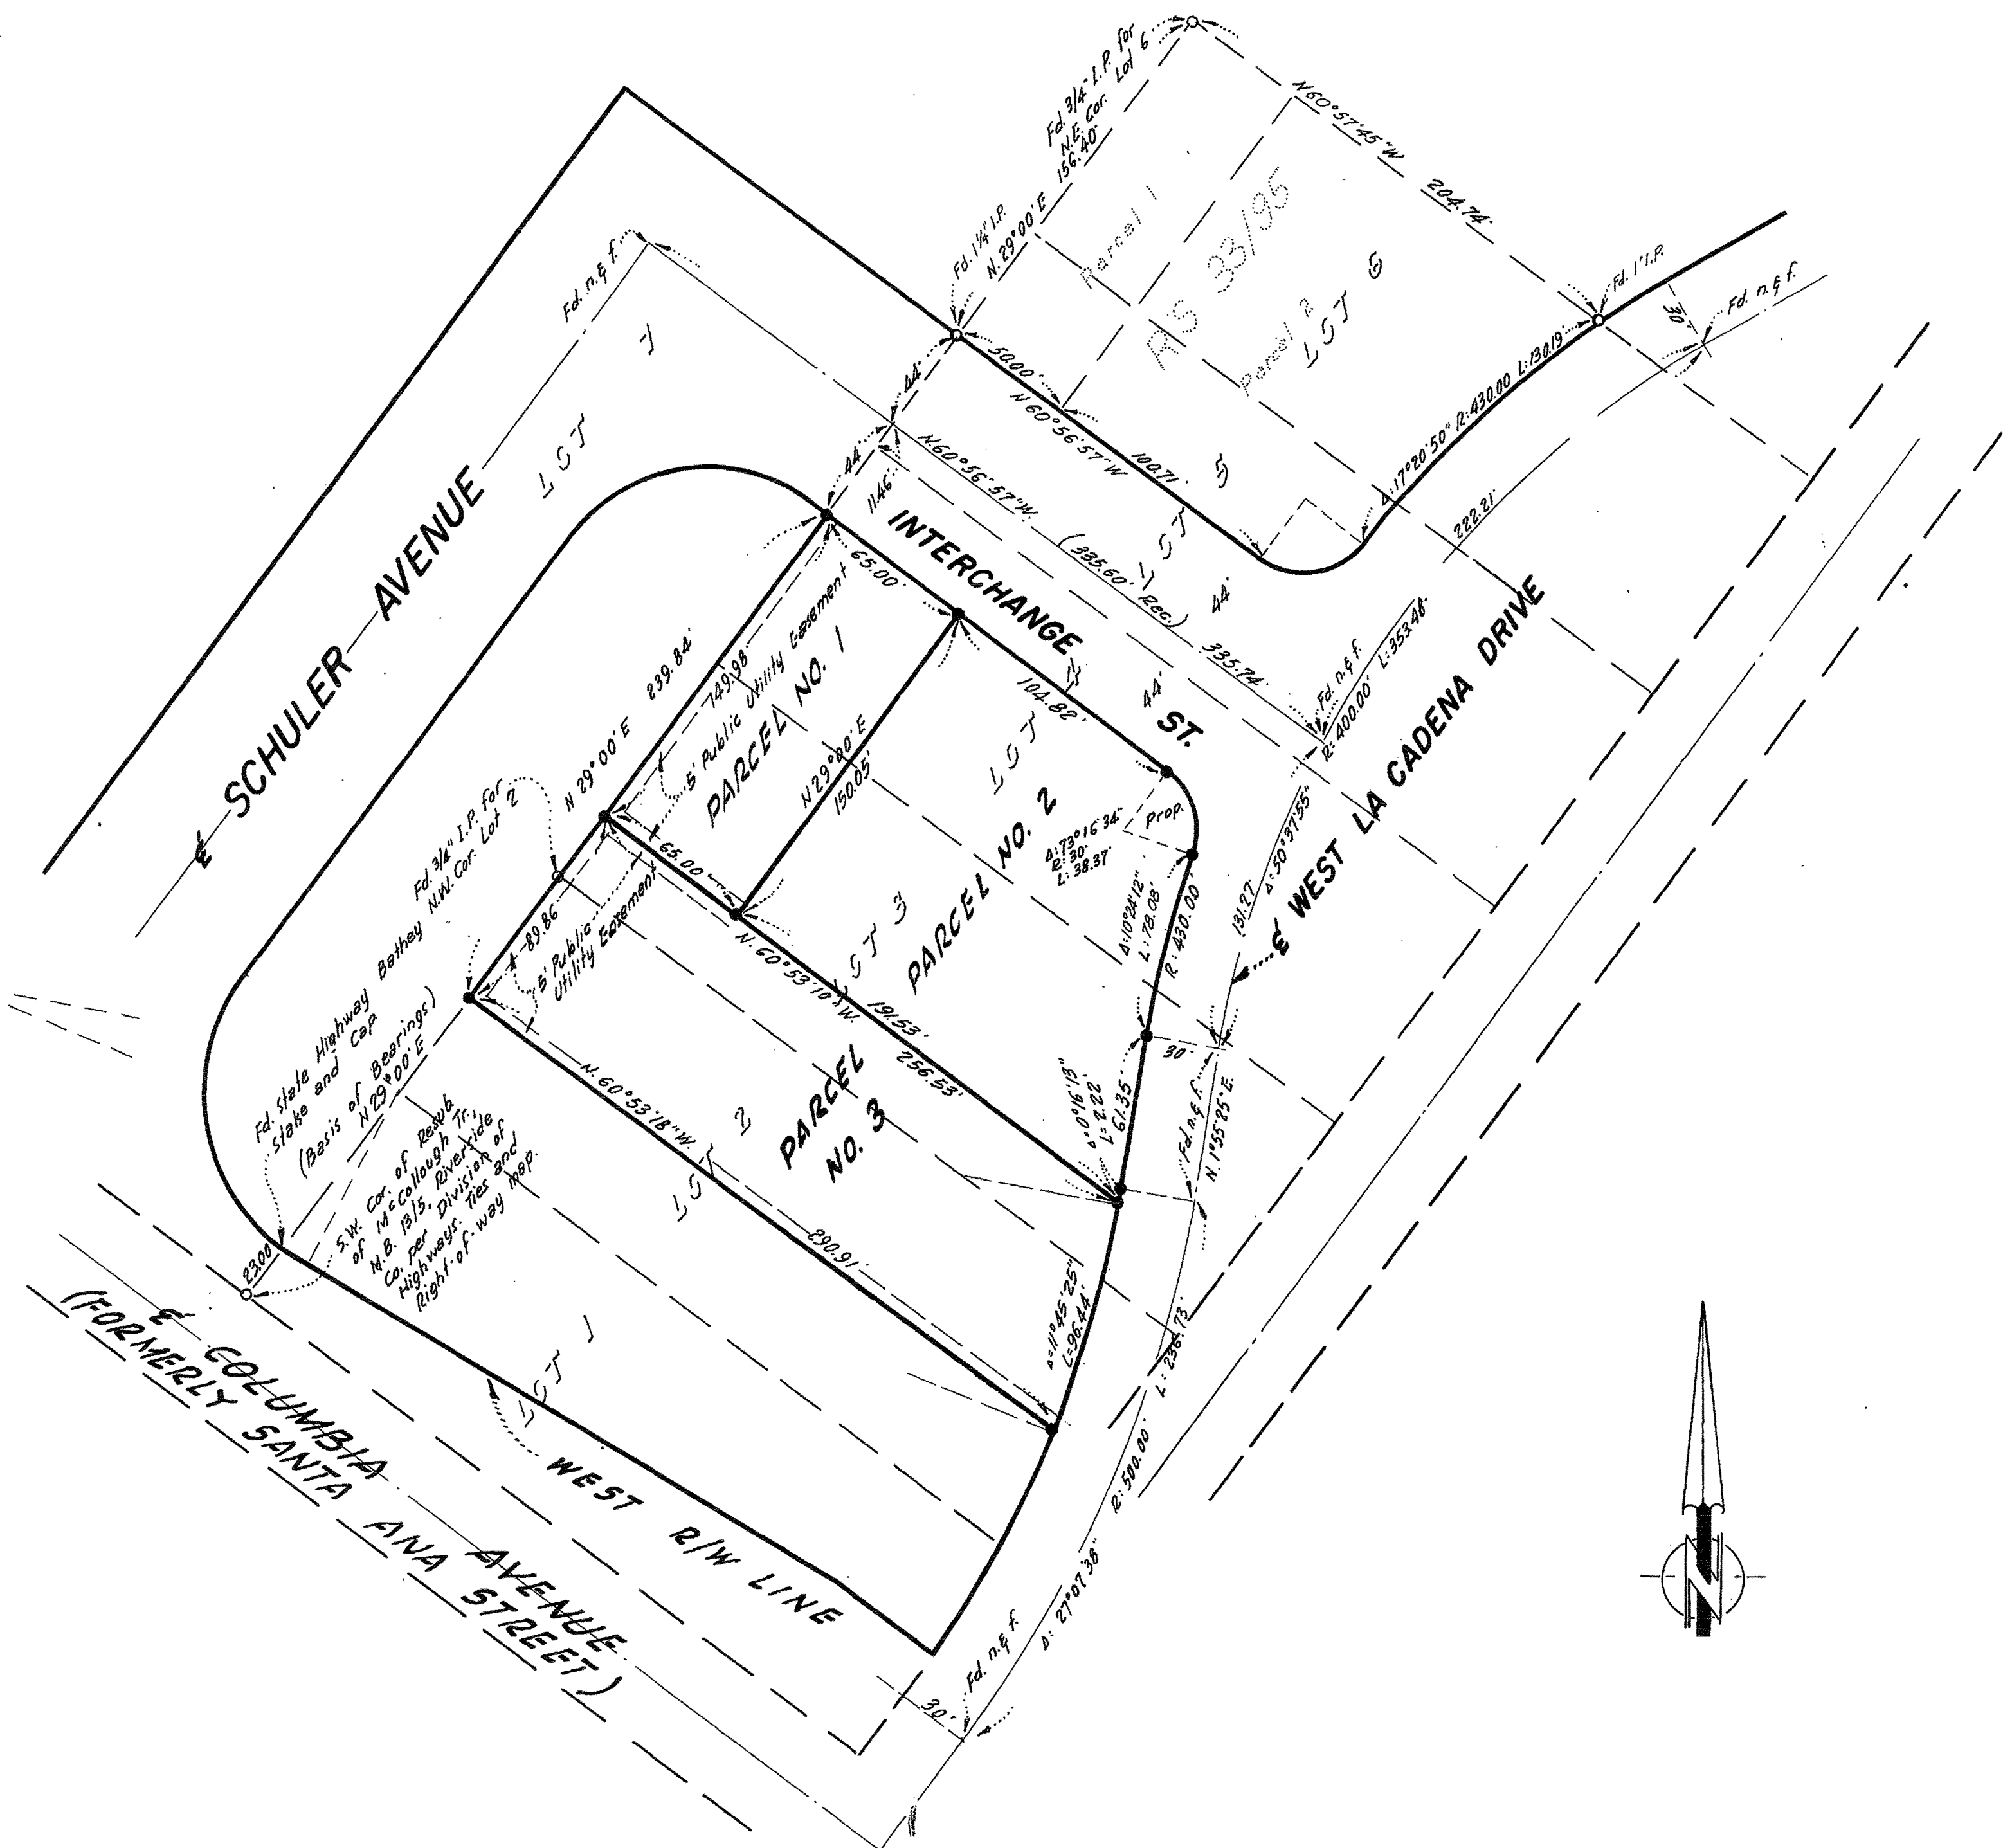 Fd. 3/4" I.P. for
N.E. Cor. Lot 6
N. 29°00' E 156.40'
N60°57'45"W 204.74'
Fd. 1¼" I.P.
Fd. 1" I.P.
Fd. n.& f.
30'
Fd. n.& f.
Parcel 1
RS 33/95
Parcel 2
LOT 6
44'
50.00'
N 60°56'57" W 100.71'
Δ:17°20'50" R:430.00 L:130.19'
222.21'
LOT
44'
11.46'
N.60°56'57"W.
(335.60' Rec.)
335.74'
LOT 5
44'
44'
INTERCHANGE ST.
℄ SCHULER AVENUE
℄ WEST LA CADENA DRIVE
Fd. n.& f.
R:400.00' L:353.48'
Δ:50°37'55"
131.27'
65.00'
104.82'
239.84'
149.98
N 29°00' E
5' Public Utility Easement
PARCEL NO. 1
N 29°00' E
150.05'
LOT
PARCEL NO. 2
Prop.
Δ:73°16'34"
R:30'
L:38.37'
Δ:10°24'12"
L:78.08'
R:430.00'
Fd. 3/4" I.P. for
N.W. Cor. Lot 2
65.00'
89.86
5' Public
Utility Easement
N. 60°53'10" W. 191.53'
256.53'
LOT 3
30'
Δ=0°16'13"
L=2.22'
61.35'
Fd n.& f.
N. 1°55'25" E.
PARCEL
NO. 3
N. 60°53'18" W
290.91'
LOT 2
Δ=11°45'25"
L=96.44'
Fd. State Highway Bathey
Stake and Cap.
(Basis of Bearings)
N 29°00' E
S.W. Cor. of Resub.
of McCollough Tr.,
M.B. 13/5, Riverside
Co. per Division of
Highways. Ties and
Right-of-way map.
23.00
LOT 1
WEST R/W LINE
℄ COLUMBIA AVENUE
(FORMERLY SANTA ANA STREET)
L:236.73'
R:500.00'
Δ: 27°07'38"
Fd. n.& f.
30'
N